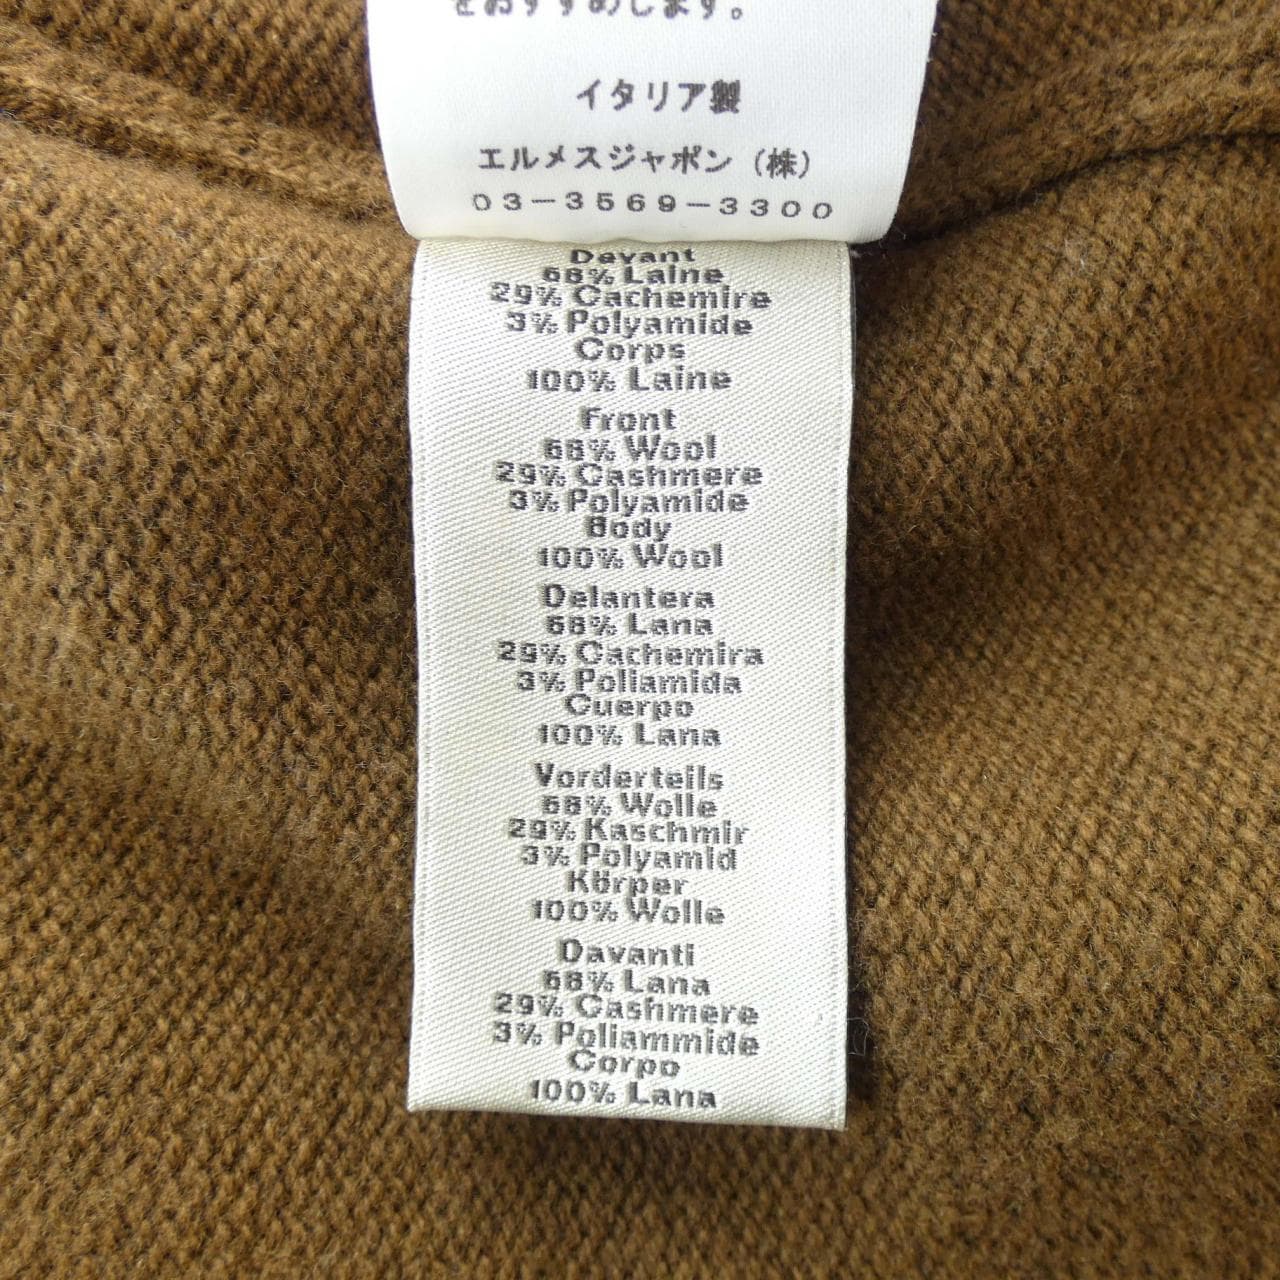 をおすすめします。
イタリア製
エルメスジャポン（株）
03-3569-3300
Devant
68% Laine
29% Cachemire
3% Polyamide
Corps
100% Laine
Front
68% Wool
29% Cashmere
3% Polyamide
Body
100% Wool
Delantera
68% Lana
29% Cachemira
3% Poliamida
Cuerpo
100% Lana
Vorderteils
68% Wolle
29% Kaschmir
3% Polyamid
Körper
100% Wolle
Davanti
68% Lana
29% Cashmere
3% Poliammide
Corpo
100% Lana